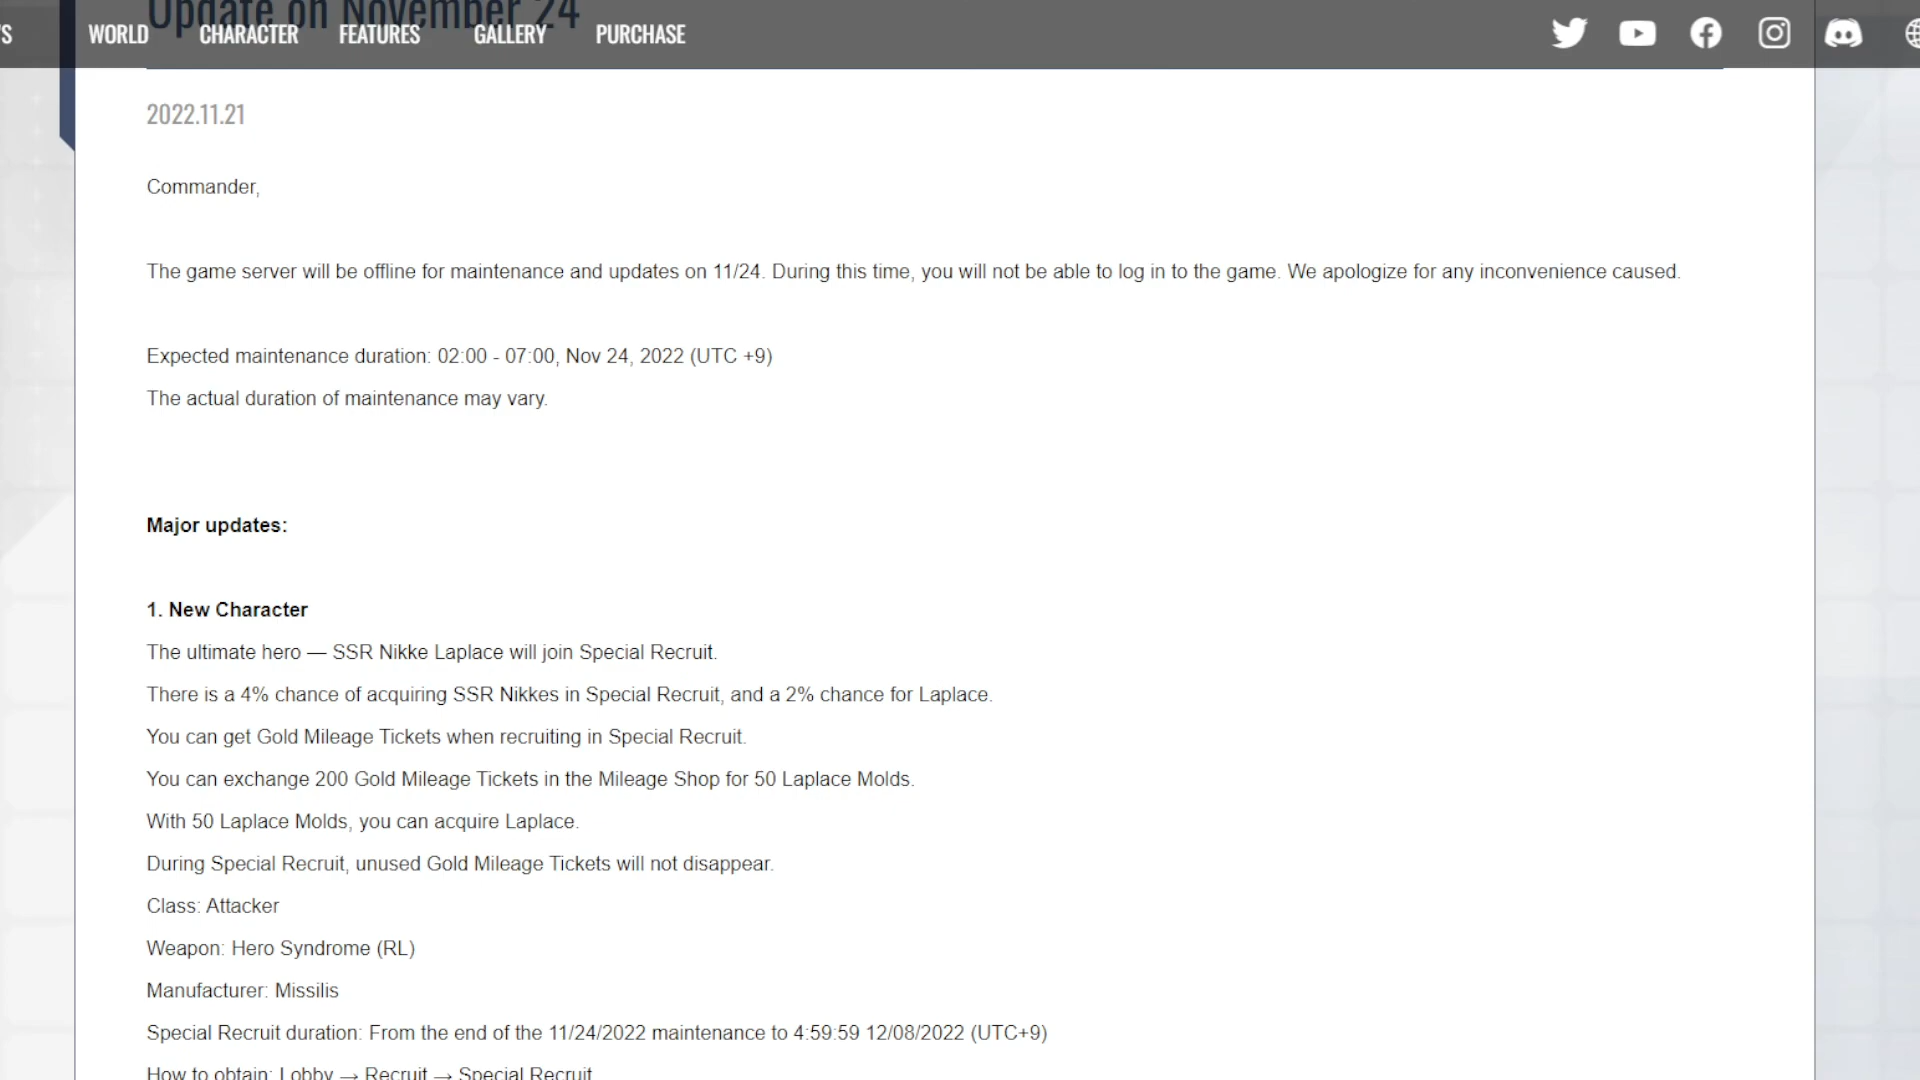 Update on November 24
'S WORLD CHARACTER FEATURES GALLERY PURCHASE
2022.11.21
Commander,
The game server will be offline for maintenance and updates on 11/24. During this time, you will not be able to log in to the game. We apologize for any inconvenience caused.
Expected maintenance duration: 02:00 - 07:00, Nov 24, 2022 (UTC +9)
The actual duration of maintenance may vary.
Major updates:
1. New Character
The ultimate hero — SSR Nikke Laplace will join Special Recruit.
There is a 4% chance of acquiring SSR Nikkes in Special Recruit, and a 2% chance for Laplace.
You can get Gold Mileage Tickets when recruiting in Special Recruit.
You can exchange 200 Gold Mileage Tickets in the Mileage Shop for 50 Laplace Molds.
With 50 Laplace Molds, you can acquire Laplace.
During Special Recruit, unused Gold Mileage Tickets will not disappear.
Class: Attacker
Weapon: Hero Syndrome (RL)
Manufacturer: Missilis
Special Recruit duration: From the end of the 11/24/2022 maintenance to 4:59:59 12/08/2022 (UTC+9)
How to obtain: Lobby → Recruit → Special Recruit